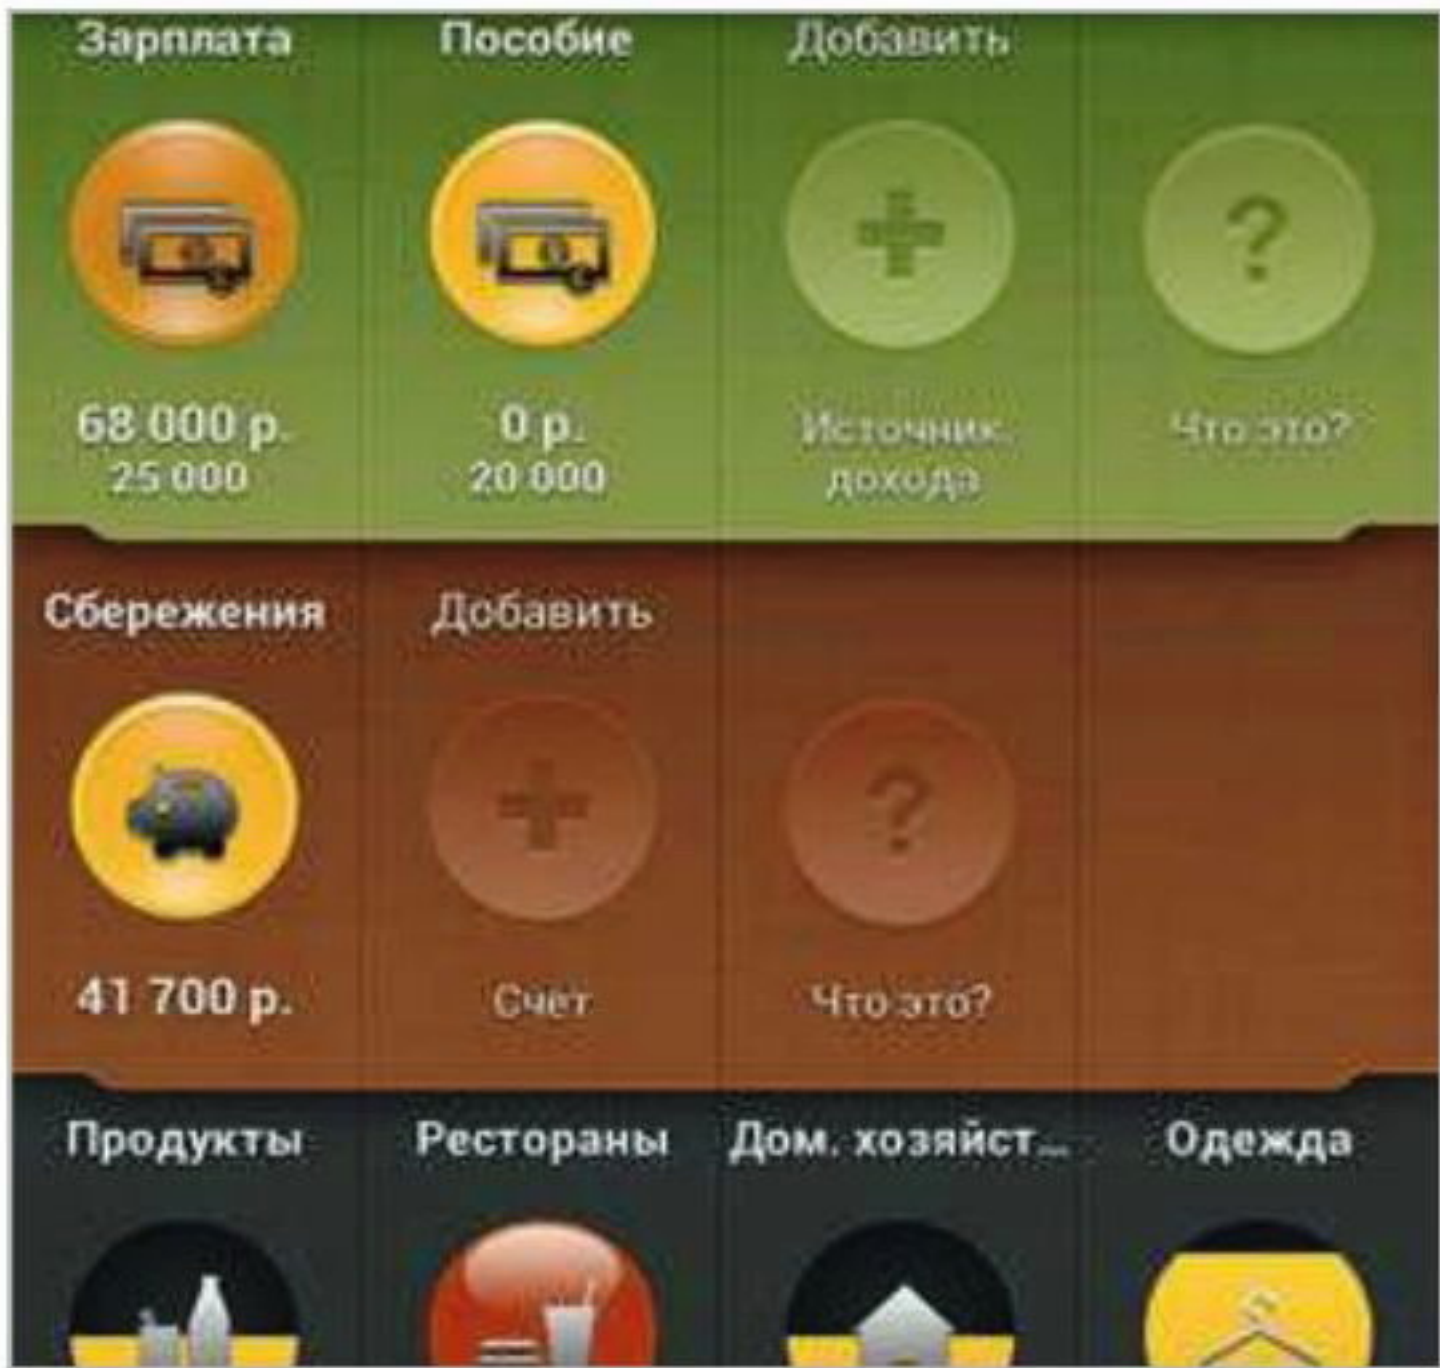 Зарплата
Пособие
Добавить
68 000 р.
25 000
0 р.
20 000
Источник.
дохода
Что это?
Сбережения
Добавить
41 700 р.
Счет
Что это?
Продукты
Рестораны
Дом. хозяйст...
Одежда